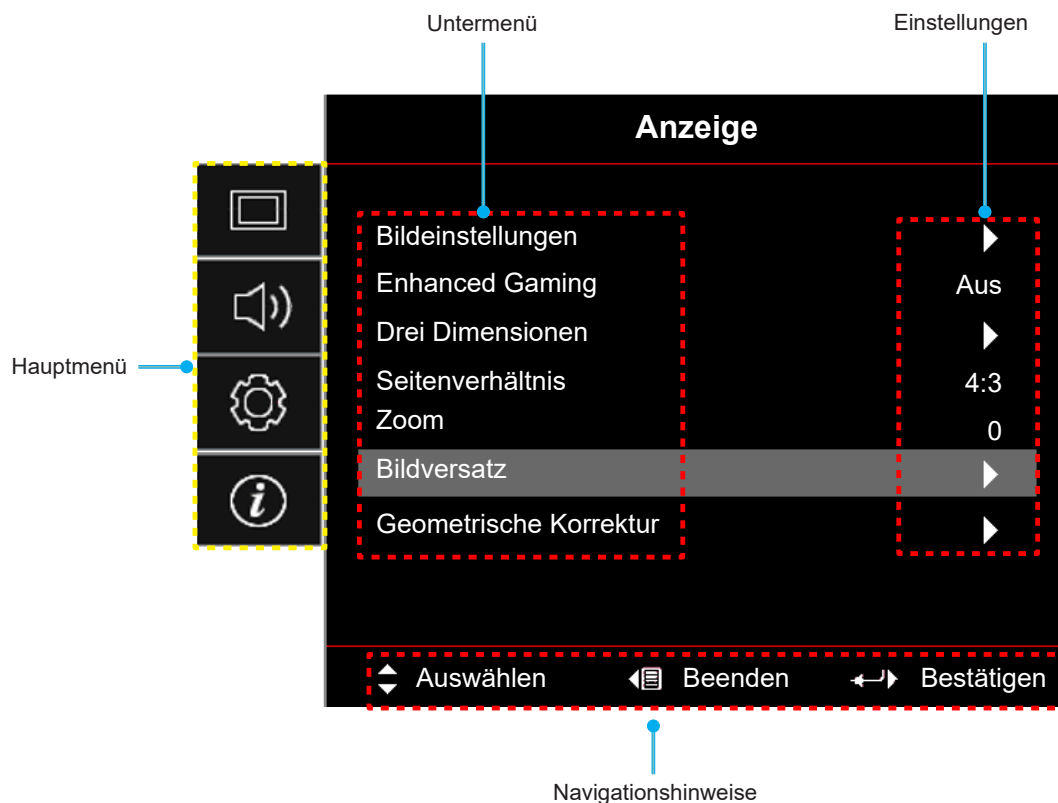 Untermenü
Einstellungen
Anzeige
Hauptmenü
Bildeinstellungen
Enhanced Gaming Aus
Drei Dimensionen
Seitenverhältnis 4:3
Zoom 0
Bildversatz
Geometrische Korrektur
Auswählen Beenden Bestätigen
Navigationshinweise